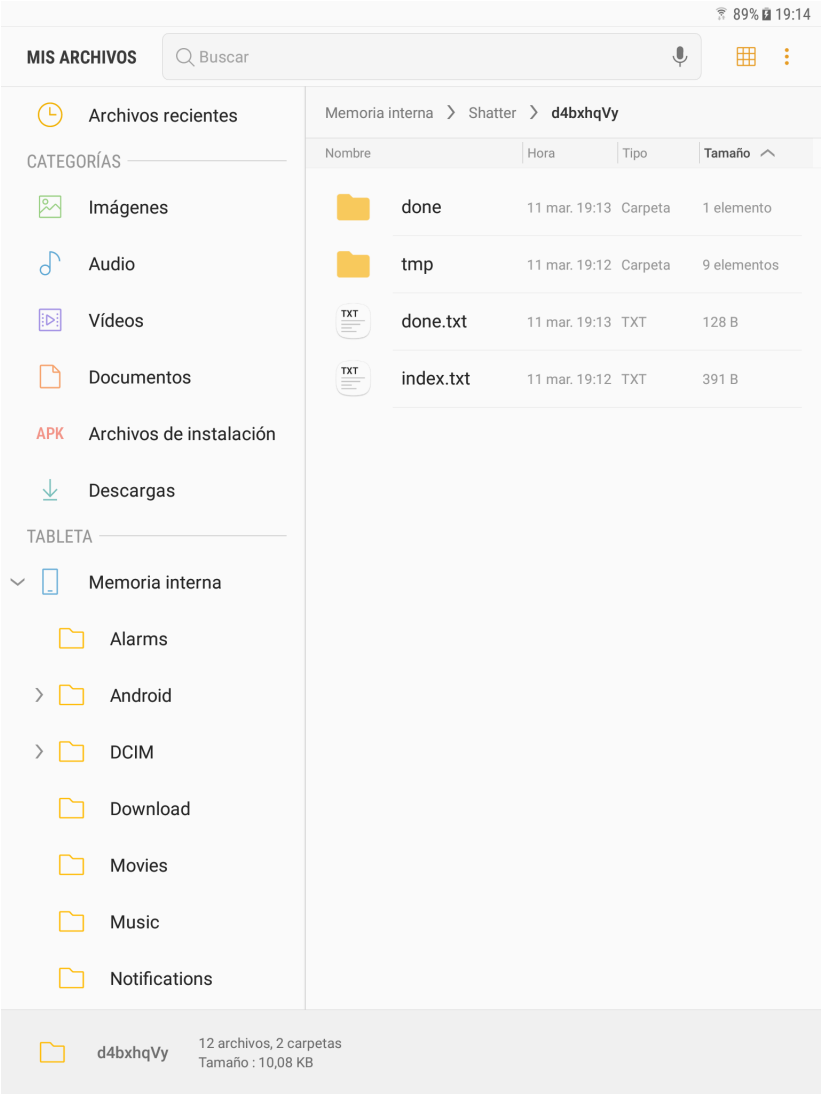 89% 19:14
MIS ARCHIVOS
Buscar
Archivos recientes
CATEGORÍAS
Imágenes
Audio
Vídeos
Documentos
APK Archivos de instalación
Descargas
TABLETA
Memoria interna
Alarms
Android
DCIM
Download
Movies
Music
Notifications
Memoria interna Shatter d4bxhqVy
Nombre Hora Tipo Tamaño
done 11 mar. 19:13 Carpeta 1 elemento
tmp 11 mar. 19:12 Carpeta 9 elementos
TXT done.txt 11 mar. 19:13 TXT 128 B
TXT index.txt 11 mar. 19:12 TXT 391 B
d4bxhqVy
12 archivos, 2 carpetas
Tamaño : 10,08 KB